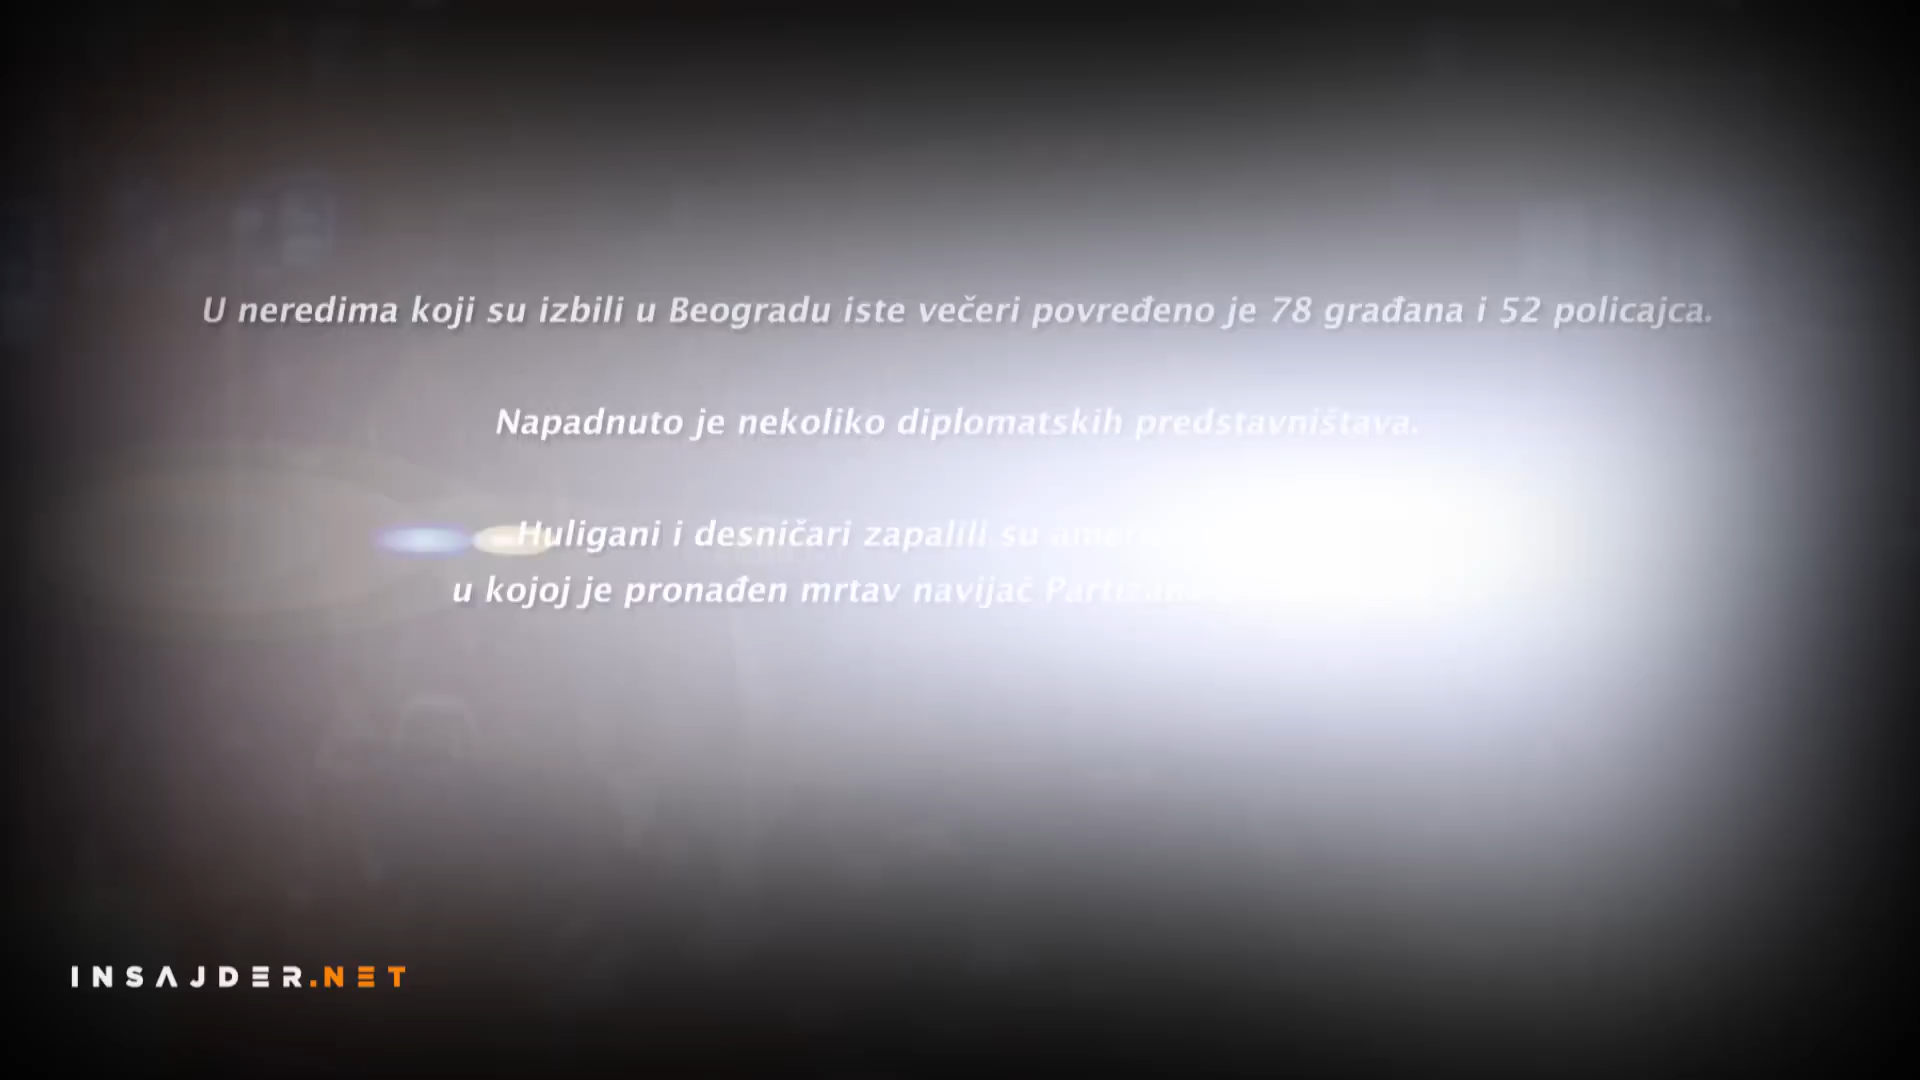 U neredima koji su izbili u Beogradu iste večeri povređeno je 78 građana i 52 policajca.
Napadnuto je nekoliko diplomatskih predstavništava.
Huligani i desničari zapalili su
u kojoj je pronađen mrtav navijač
INSAJDER.NET